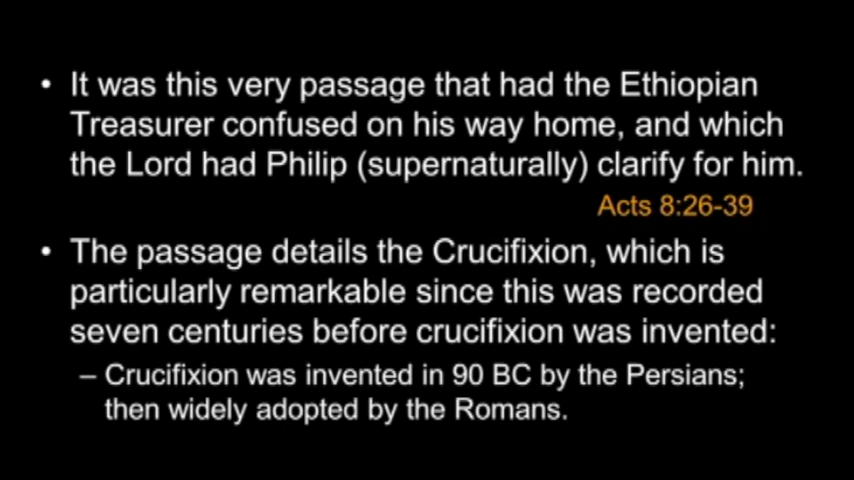 • It was this very passage that had the Ethiopian
Treasurer confused on his way home, and which
the Lord had Philip (supernaturally) clarify for him.
Acts 8:26-39
• The passage details the Crucifixion, which is
particularly remarkable since this was recorded
seven centuries before crucifixion was invented:
– Crucifixion was invented in 90 BC by the Persians;
then widely adopted by the Romans.